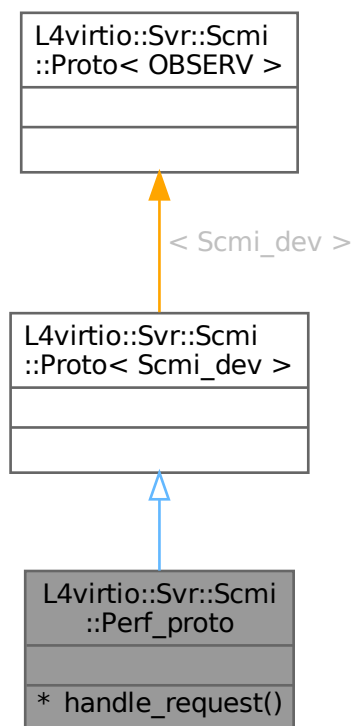 L4virtio::Svr::Scmi
::Proto< OBSERV >
< Scmi_dev >
L4virtio::Svr::Scmi
::Proto< Scmi_dev >
L4virtio::Svr::Scmi
::Perf_proto
* handle_request()